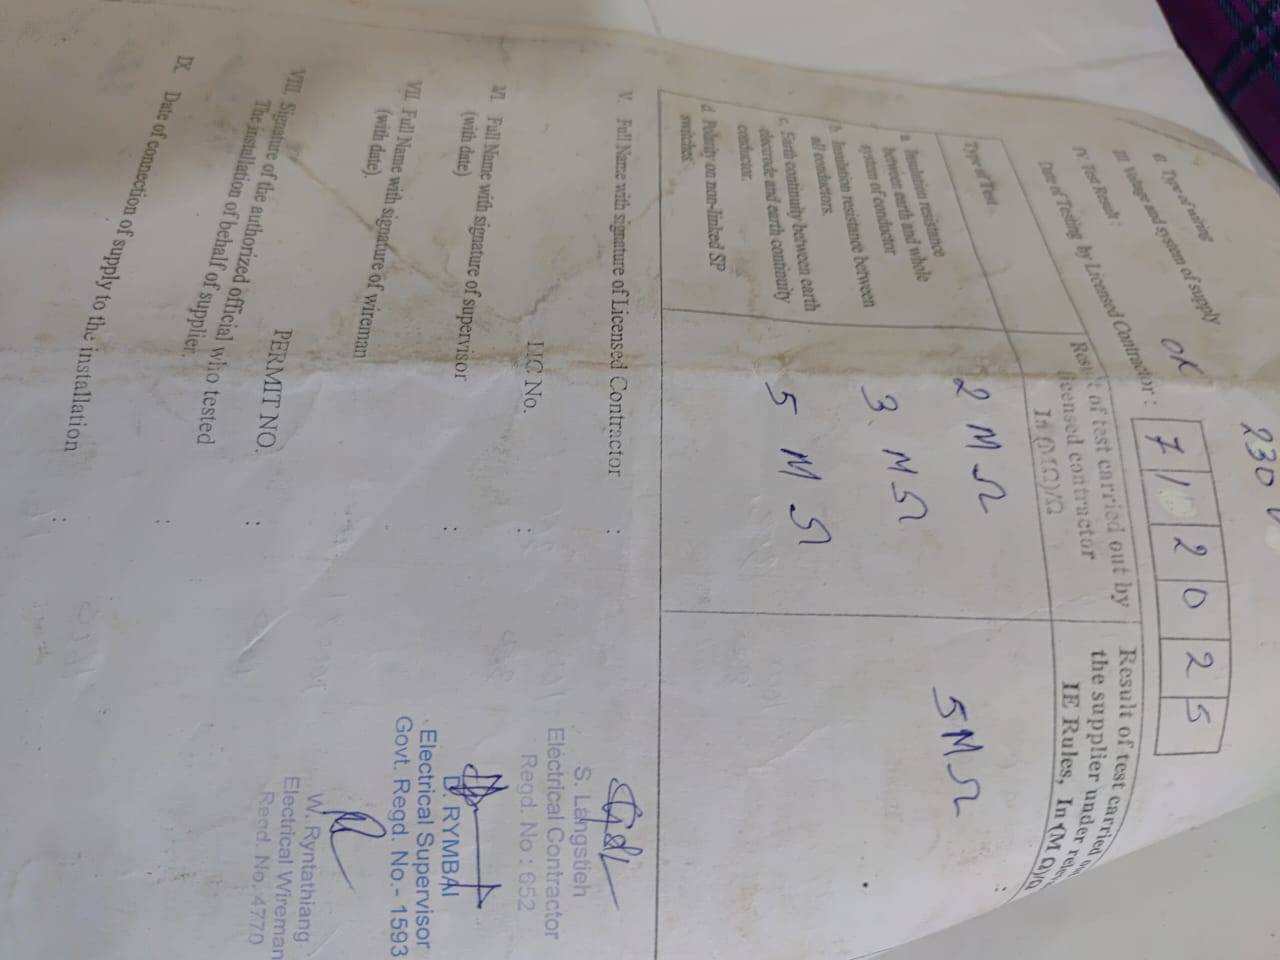 230 V
ii. Type of wiring
OK
III Voltage and system of supply
IV. Test Result :
Date of Testing by Licensed Contractor :
7 1 2 0 2 5
Type of Test
Result of test carried out by
licensed contractor
In (MΩ)/Ω
Result of test carried
the supplier under
IE Rules, In (MΩ)/Ω
a. Insulation resistance
between earth and whole
system of conductor
2 M Ω
5 M Ω
b. Insulation resistance between
all conductors.
3 M Ω
c. Earth continuity between earth
electrode and earth continuity
conductor.
5 M Ω
d. Polarity on non-linked SP
switches.
V. Full Name with signature of Licensed Contractor :
S. Langstieh
Electrical Contractor
Regd. No : 652
LIC No. :
VI. Full Name with signature of supervisor :
(with date)
D. RYMBAI
Electrical Supervisor
Govt. Regd. No.- 1593
VII. Full Name with signature of wireman
(with date).
W. Ryntathiang
Electrical Wireman
Regd. No. 4770
PERMIT NO. :
VIII. Signature of the authorized official who tested
The installation of behalf of supplier. :
IX. Date of connection of supply to the installation :